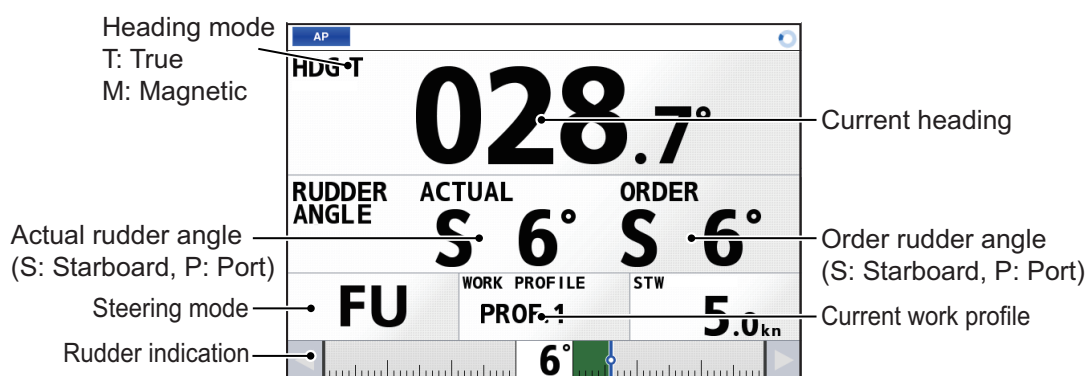 Heading mode
T: True
M: Magnetic
AP
HDG T
028.7°
Current heading
RUDDER ANGLE
ACTUAL
S 6°
ORDER
S 6°
Actual rudder angle
(S: Starboard, P: Port)
Order rudder angle
(S: Starboard, P: Port)
Steering mode
FU
WORK PROFILE
PROF.1
STW
5.0kn
Current work profile
Rudder indication
6°